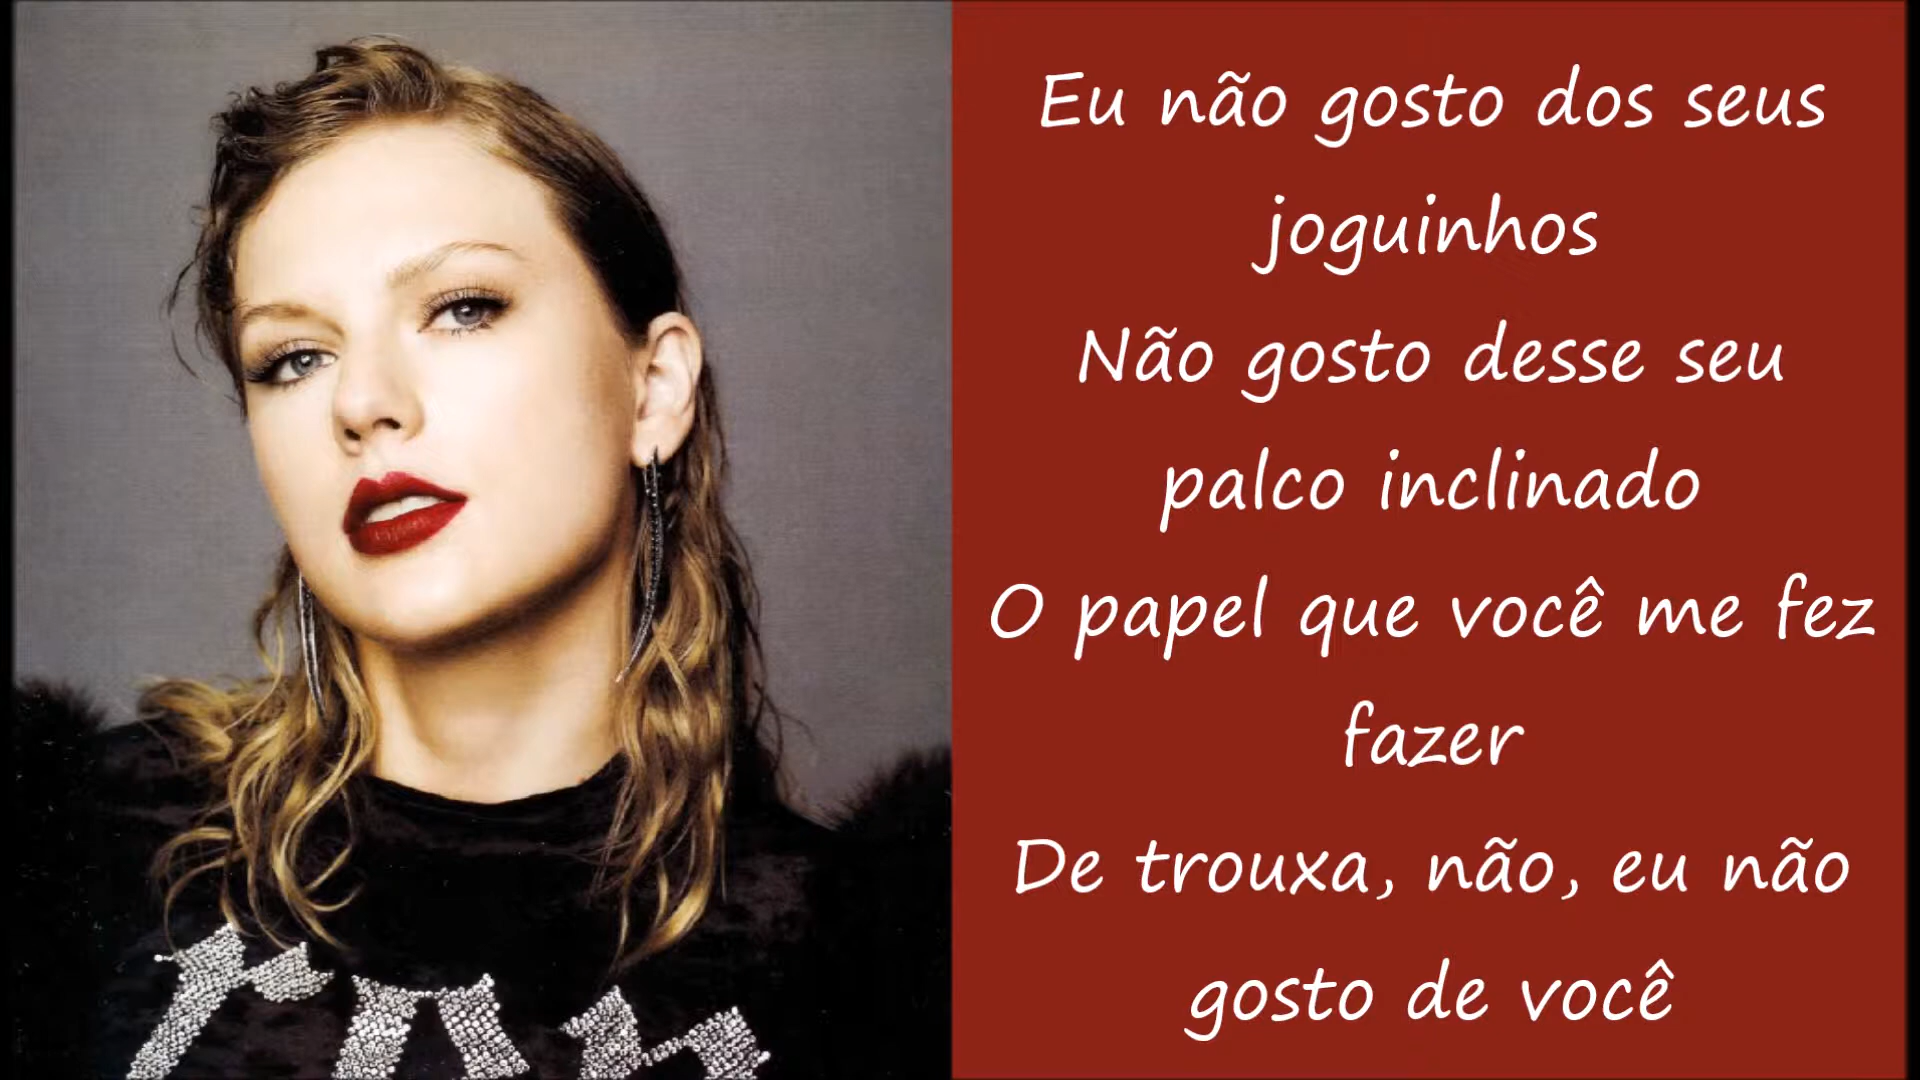 Eu não gosto dos seus
joguinhos
Não gosto desse seu
palco inclinado
O papel que você me fez
fazer
De trouxa, não, eu não
gosto de você